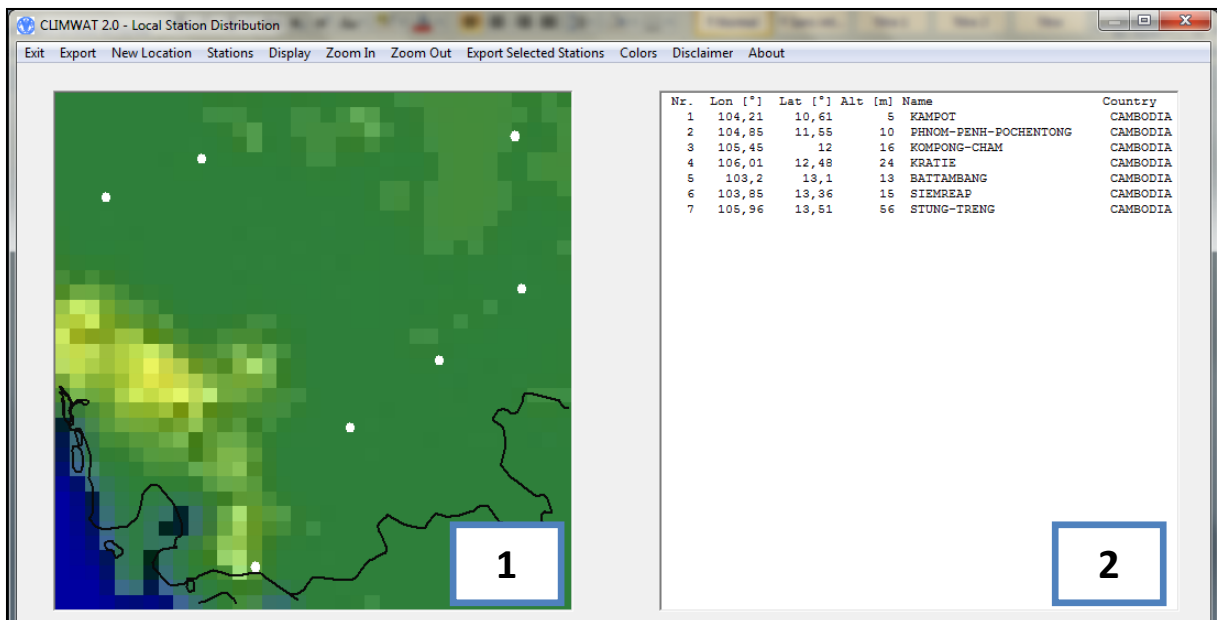 CLIMWAT 2.0 - Local Station Distribution
Exit Export New Location Stations Display Zoom In Zoom Out Export Selected Stations Colors Disclaimer About
Nr. Lon [°] Lat [°] Alt [m] Name Country
1 104,21 10,61 5 KAMPOT CAMBODIA
2 104,85 11,55 10 PHNOM-PENH-POCHENTONG CAMBODIA
3 105,45 12 16 KOMPONG-CHAM CAMBODIA
4 106,01 12,48 24 KRATIE CAMBODIA
5 103,2 13,1 13 BATTAMBANG CAMBODIA
6 103,85 13,36 15 SIEMREAP CAMBODIA
7 105,96 13,51 56 STUNG-TRENG CAMBODIA
1
2